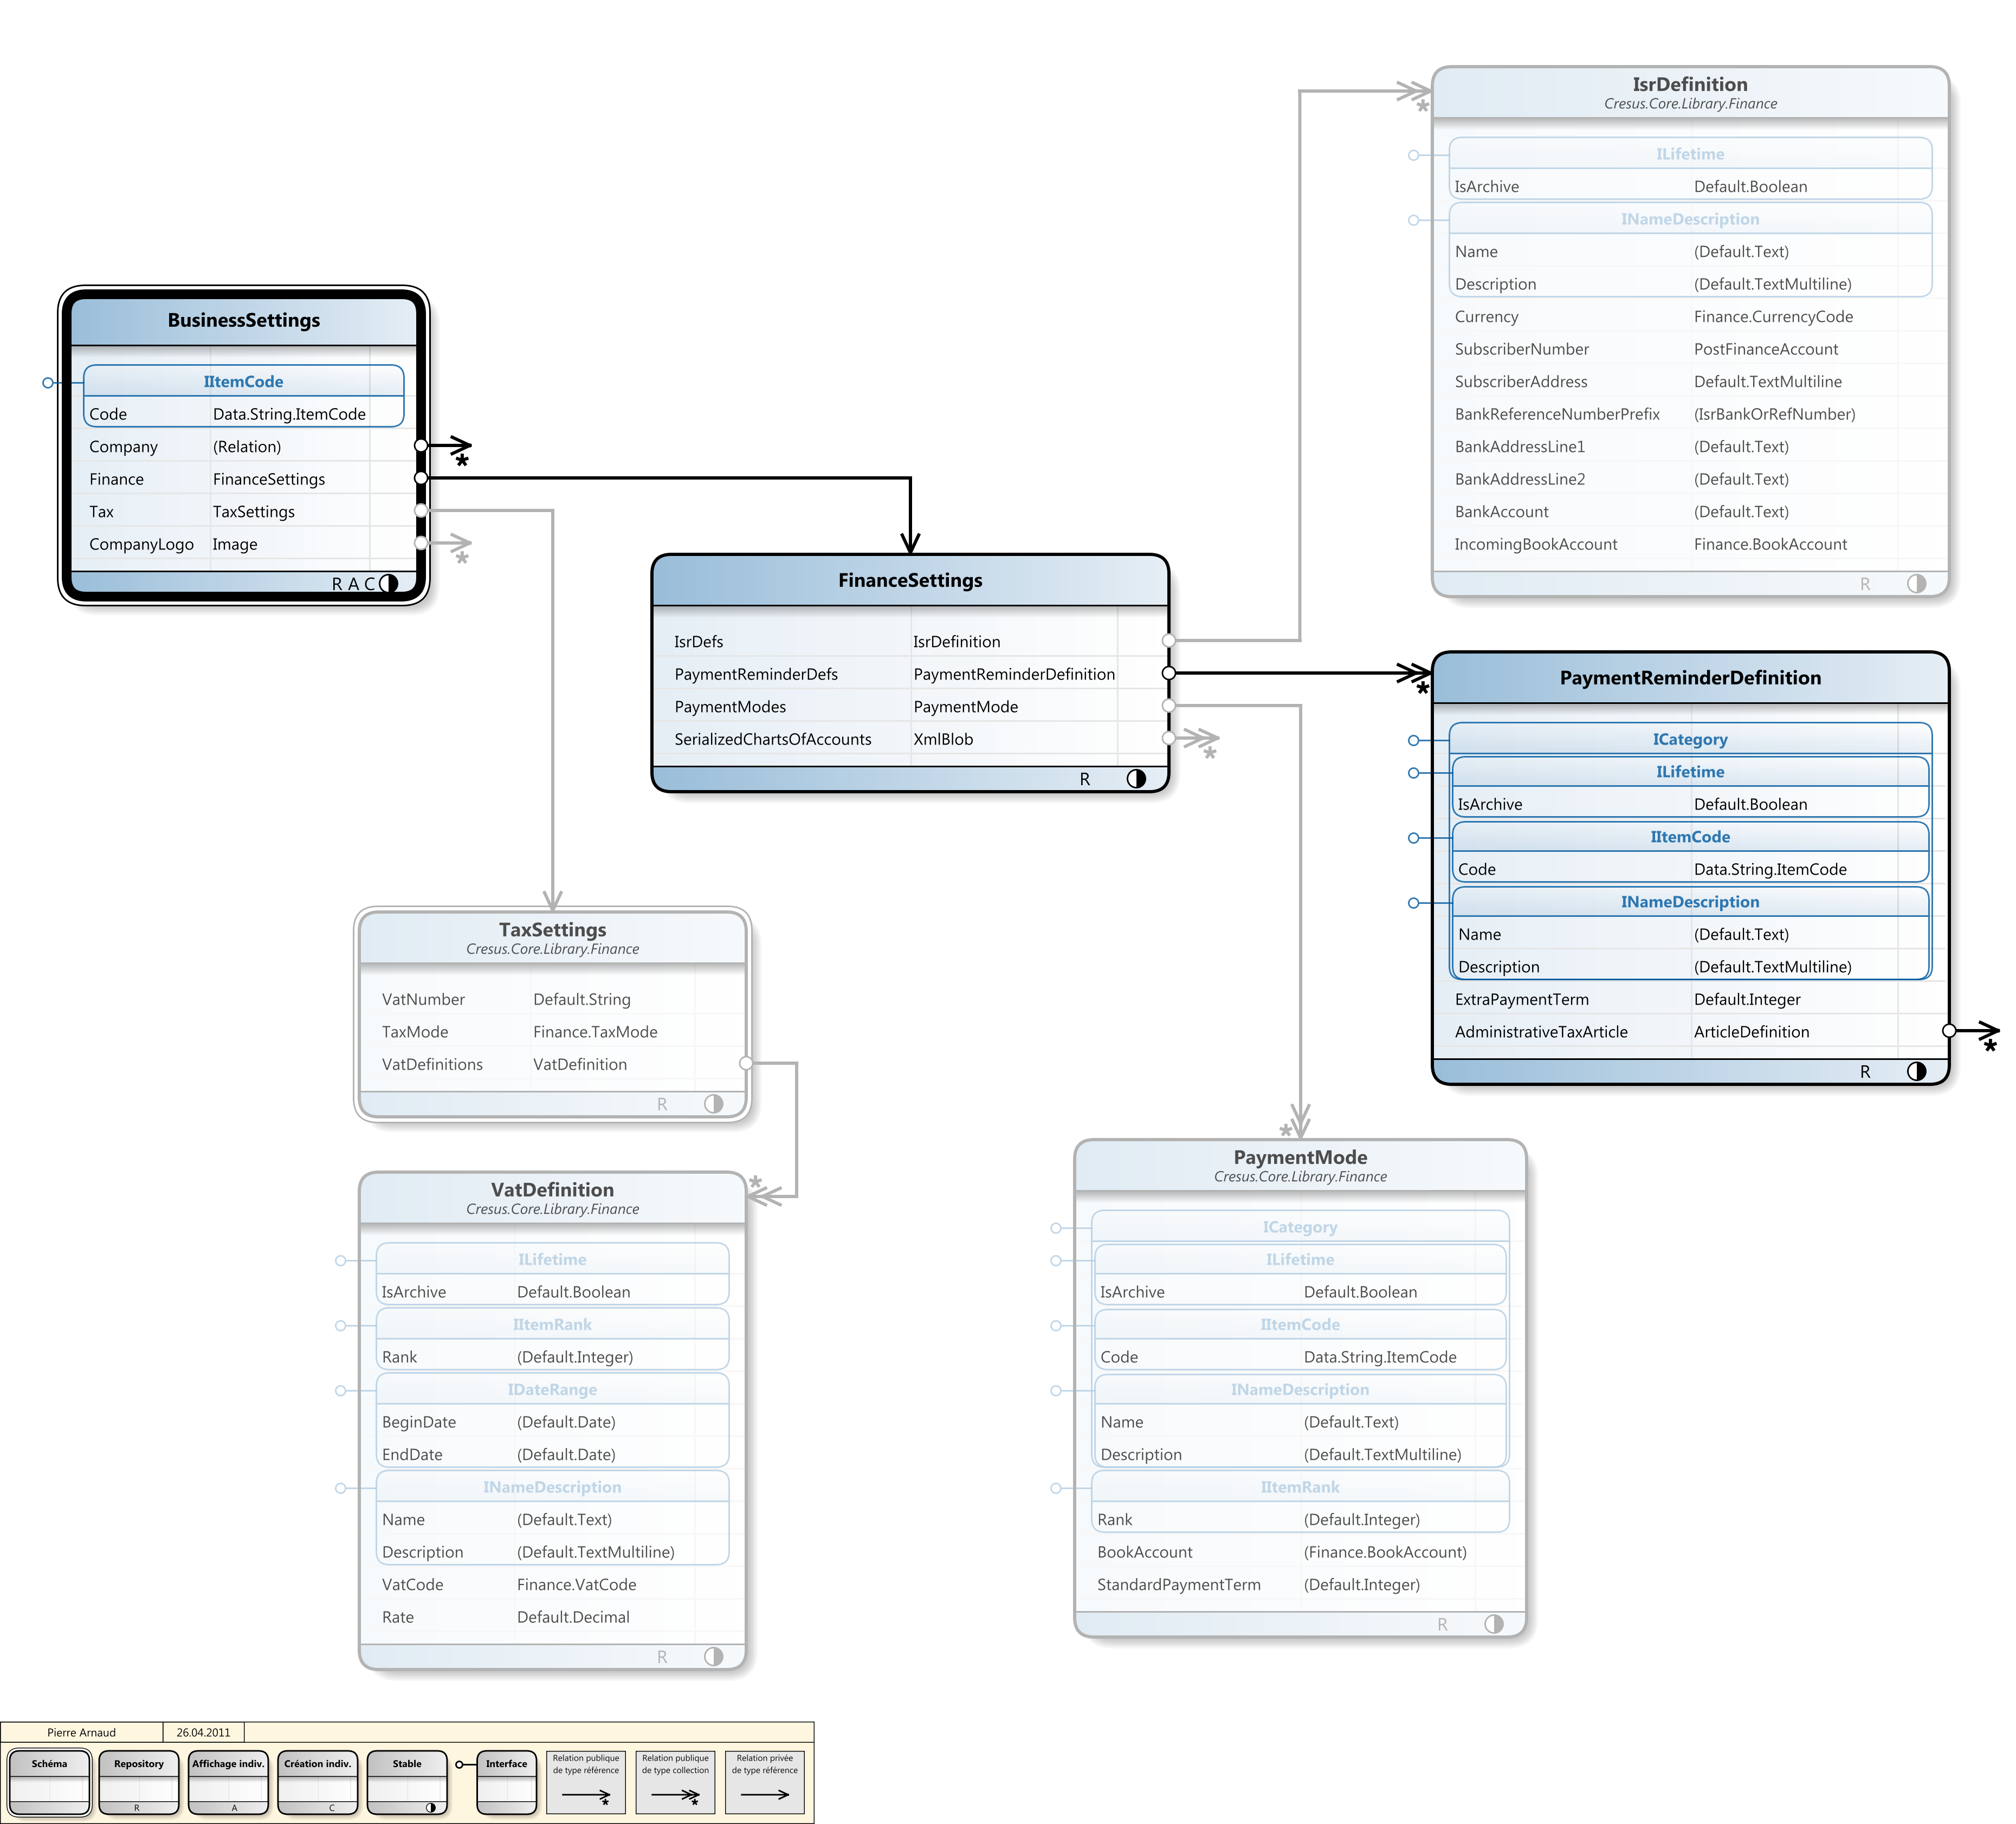 IsrDefinition
Cresus.Core.Library.Finance
ILifetime
IsArchive Default.Boolean
INameDescription
Name (Default.Text)
Description (Default.TextMultiline)
Currency Finance.CurrencyCode
SubscriberNumber PostFinanceAccount
SubscriberAddress Default.TextMultiline
BankReferenceNumberPrefix (IsrBankOrRefNumber)
BankAddressLine1 (Default.Text)
BankAddressLine2 (Default.Text)
BankAccount (Default.Text)
IncomingBookAccount Finance.BookAccount
R
*
BusinessSettings
IItemCode
Code Data.String.ItemCode
Company (Relation)
*
Finance FinanceSettings
Tax TaxSettings
CompanyLogo Image
*
R A C
FinanceSettings
IsrDefs IsrDefinition
PaymentReminderDefs PaymentReminderDefinition
PaymentModes PaymentMode
SerializedChartsOfAccounts XmlBlob
*
R
*
PaymentReminderDefinition
ICategory
ILifetime
IsArchive Default.Boolean
IItemCode
Code Data.String.ItemCode
INameDescription
Name (Default.Text)
Description (Default.TextMultiline)
ExtraPaymentTerm Default.Integer
AdministrativeTaxArticle ArticleDefinition
*
R
TaxSettings
Cresus.Core.Library.Finance
VatNumber Default.String
TaxMode Finance.TaxMode
VatDefinitions VatDefinition
R
*
VatDefinition
Cresus.Core.Library.Finance
ILifetime
IsArchive Default.Boolean
IItemRank
Rank (Default.Integer)
IDateRange
BeginDate (Default.Date)
EndDate (Default.Date)
INameDescription
Name (Default.Text)
Description (Default.TextMultiline)
VatCode Finance.VatCode
Rate Default.Decimal
R
*
PaymentMode
Cresus.Core.Library.Finance
ICategory
ILifetime
IsArchive Default.Boolean
IItemCode
Code Data.String.ItemCode
INameDescription
Name (Default.Text)
Description (Default.TextMultiline)
IItemRank
Rank (Default.Integer)
BookAccount (Finance.BookAccount)
StandardPaymentTerm (Default.Integer)
R
Pierre Arnaud 26.04.2011
Schéma
Repository
R
Affichage indiv.
A
Création indiv.
C
Stable
Interface
Relation publique
de type référence
*
Relation publique
de type collection
*
Relation privée
de type référence